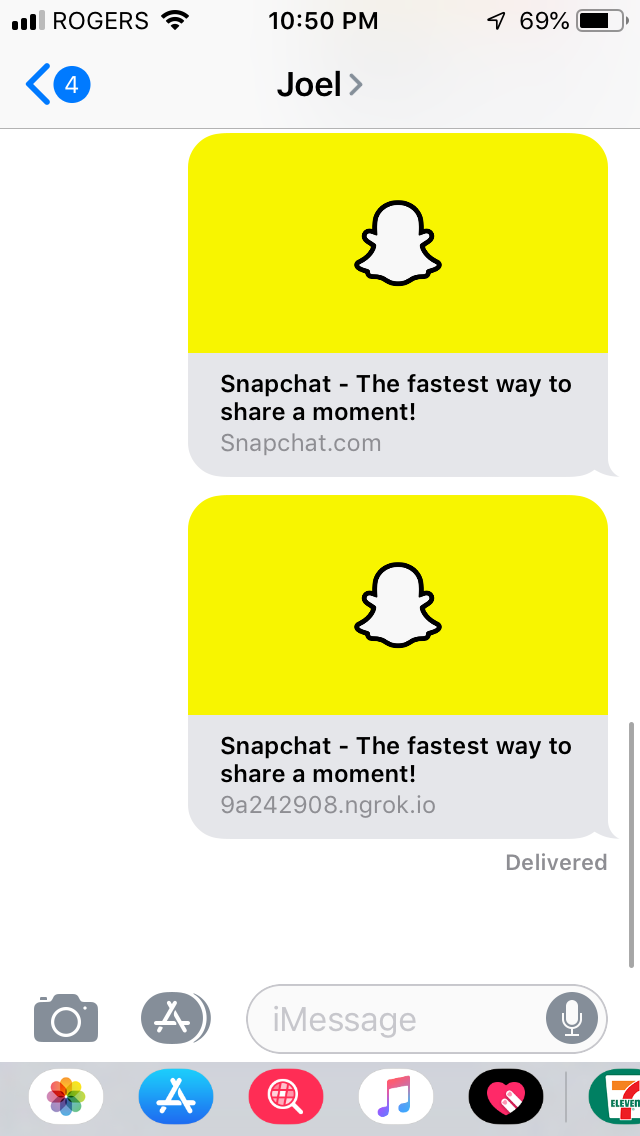 ROGERS 10:50 PM 69%
4 Joel
Snapchat - The fastest way to
share a moment!
Snapchat.com
Snapchat - The fastest way to
share a moment!
9a242908.ngrok.io
Delivered
iMessage
7
ELEVEN